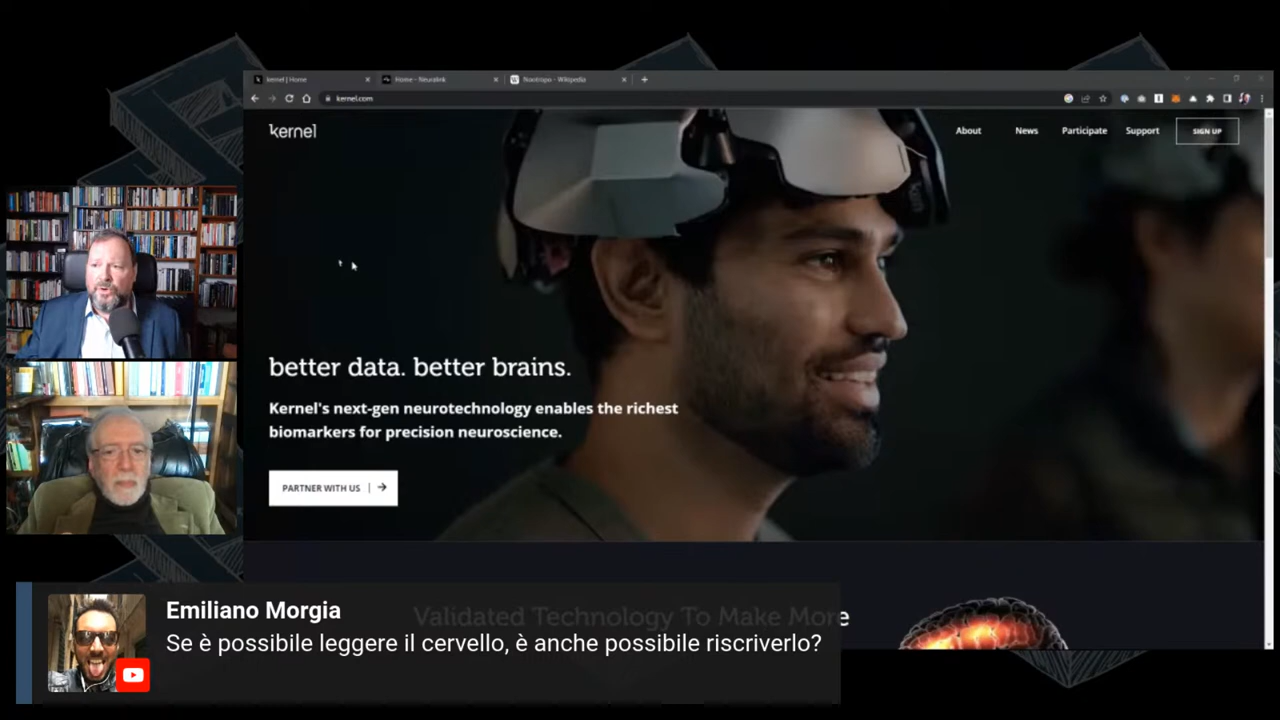 kernel | Home
Home - Neuralink
Nootropo - Wikipedia
kernel.com
kernel
About
News
Participate
Support
SIGN UP
better data. better brains.
Kernel's next-gen neurotechnology enables the richest
biomarkers for precision neuroscience.
PARTNER WITH US
Validated Technology To Make More
Emiliano Morgia
Se è possibile leggere il cervello, è anche possibile riscriverlo?